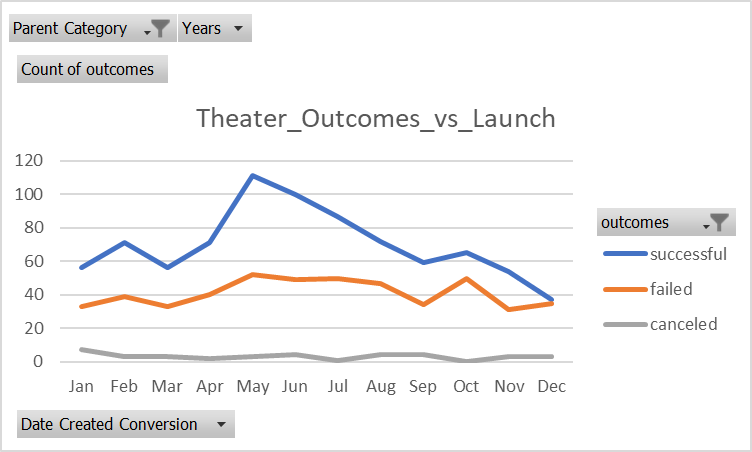 Parent Category Years
Count of outcomes
Theater_Outcomes_vs_Launch
120
100
80
60
40
20
0
Jan Feb Mar Apr May Jun Jul Aug Sep Oct Nov Dec
outcomes
successful
failed
canceled
Date Created Conversion